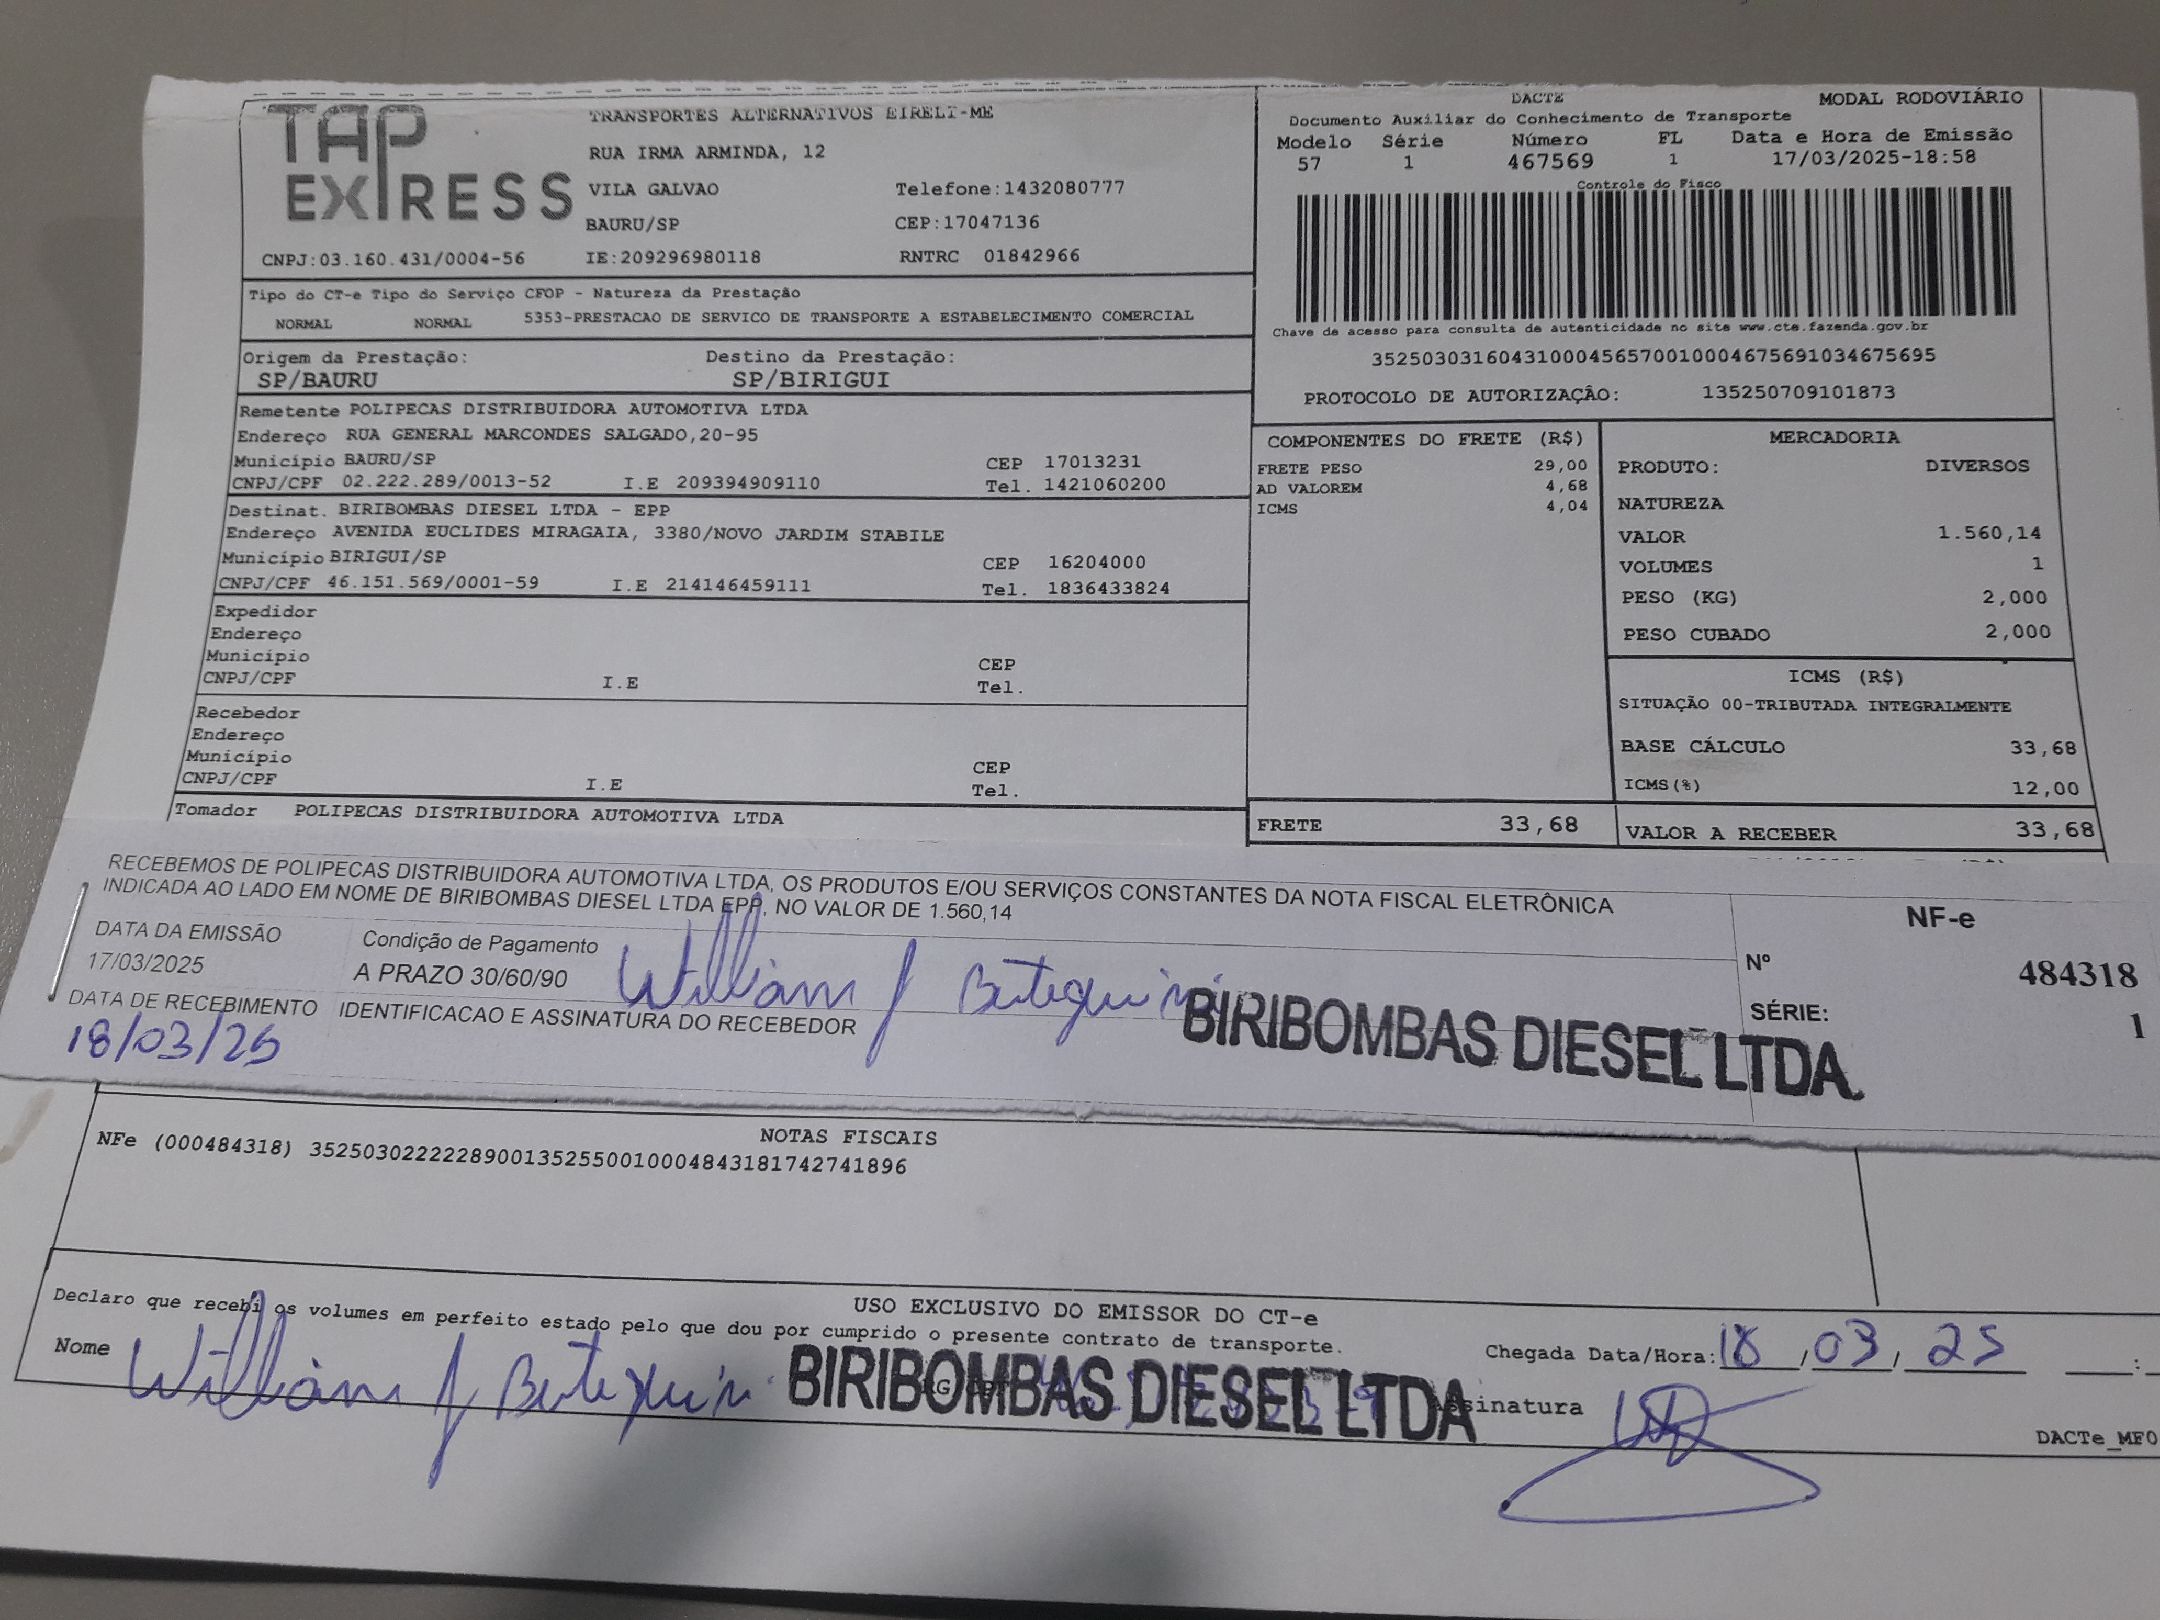 TAP EXPRESS
TRANSPORTES ALTERNATIVOS EIRELI-ME
RUA IRMA ARMINDA, 12
VILA GALVAO Telefone:1432080777
BAURU/SP CEP:17047136
CNPJ:03.160.431/0004-56 IE:209296980118 RNTRC 01842966
DACTE MODAL RODOVIÁRIO
Documento Auxiliar do Conhecimento de Transporte
Modelo Série Número FL Data e Hora de Emissão
57 1 467569 1 17/03/2025-18:58
Controle do Fisco
Chave de acesso para consulta de autenticidade no site www.cte.fazenda.gov.br
35250303160431000456570010004675691034675695
PROTOCOLO DE AUTORIZAÇÃO: 135250709101873
Tipo do CT-e Tipo do Serviço CFOP - Natureza da Prestação
NORMAL NORMAL 5353-PRESTACAO DE SERVICO DE TRANSPORTE A ESTABELECIMENTO COMERCIAL
Origem da Prestação: Destino da Prestação:
SP/BAURU SP/BIRIGUI
Remetente POLIPECAS DISTRIBUIDORA AUTOMOTIVA LTDA
Endereço RUA GENERAL MARCONDES SALGADO,20-95
Município BAURU/SP CEP 17013231
CNPJ/CPF 02.222.289/0013-52 I.E 209394909110 Tel. 1421060200
Destinat. BIRIBOMBAS DIESEL LTDA - EPP
Endereço AVENIDA EUCLIDES MIRAGAIA, 3380/NOVO JARDIM STABILE
Município BIRIGUI/SP CEP 16204000
CNPJ/CPF 46.151.569/0001-59 I.E 214146459111 Tel. 1836433824
Expedidor
Endereço
Município CEP
CNPJ/CPF I.E Tel.
Recebedor
Endereço
Município CEP
CNPJ/CPF I.E Tel.
Tomador POLIPECAS DISTRIBUIDORA AUTOMOTIVA LTDA
COMPONENTES DO FRETE (R$)
FRETE PESO 29,00
AD VALOREM 4,68
ICMS 4,04
FRETE 33,68
MERCADORIA
PRODUTO: DIVERSOS
NATUREZA
VALOR 1.560,14
VOLUMES 1
PESO (KG) 2,000
PESO CUBADO 2,000
ICMS (R$)
SITUAÇÃO 00-TRIBUTADA INTEGRALMENTE
BASE CÁLCULO 33,68
ICMS(%) 12,00
VALOR A RECEBER 33,68
RECEBEMOS DE POLIPECAS DISTRIBUIDORA AUTOMOTIVA LTDA, OS PRODUTOS E/OU SERVIÇOS CONSTANTES DA NOTA FISCAL ELETRÔNICA
INDICADA AO LADO EM NOME DE BIRIBOMBAS DIESEL LTDA EPP, NO VALOR DE 1.560,14
DATA DA EMISSÃO Condição de Pagamento
17/03/2025 A PRAZO 30/60/90
DATA DE RECEBIMENTO IDENTIFICACAO E ASSINATURA DO RECEBEDOR
18/03/25 William J Butequin
BIRIBOMBAS DIESEL LTDA.
NF-e
Nº 484318
SÉRIE: 1
NOTAS FISCAIS
NFe (000484318) 35250302222289001352550010004843181742741896
USO EXCLUSIVO DO EMISSOR DO CT-e
Declaro que recebi os volumes em perfeito estado pelo que dou por cumprido o presente contrato de transporte.
Nome William J Butequin
BIRIBOMBAS DIESEL LTDA
Chegada Data/Hora: 18 / 03 / 25 :
Assinatura
DACTe_MF0